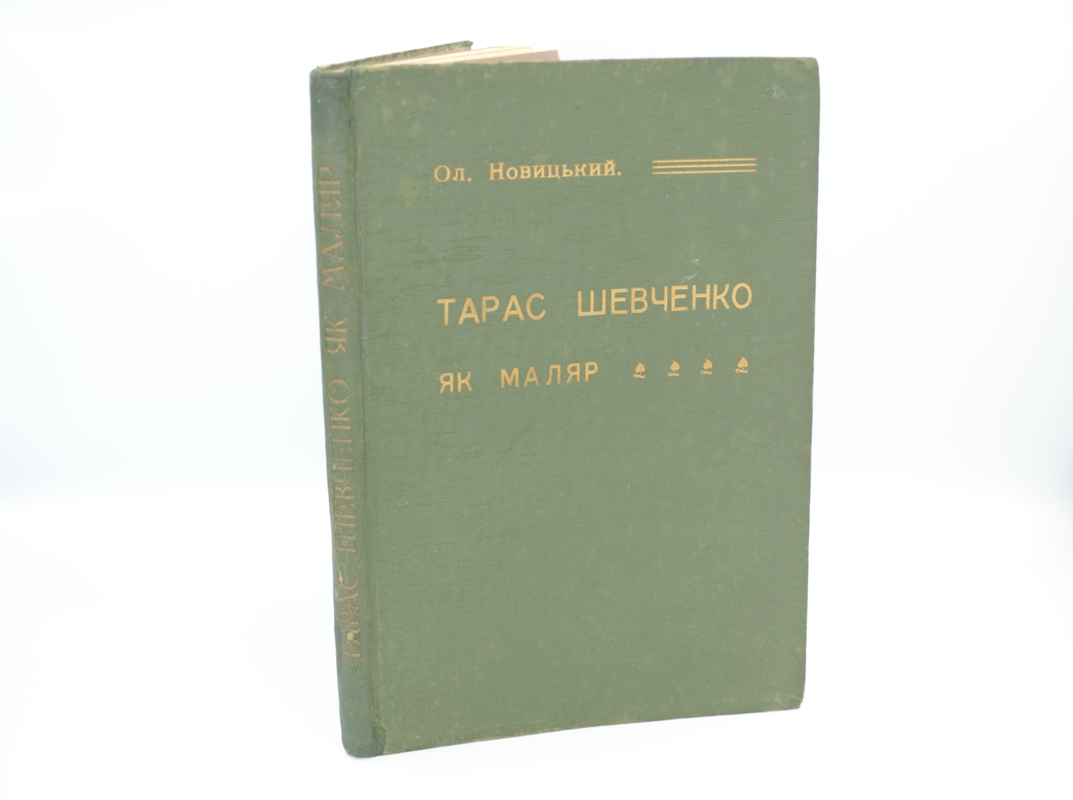 Ол. Новицький.
ТАРАС ШЕВЧЕНКО
ЯК МАЛЯР
ТАРАС ШЕВЧЕНКО ЯК МАЛЯР